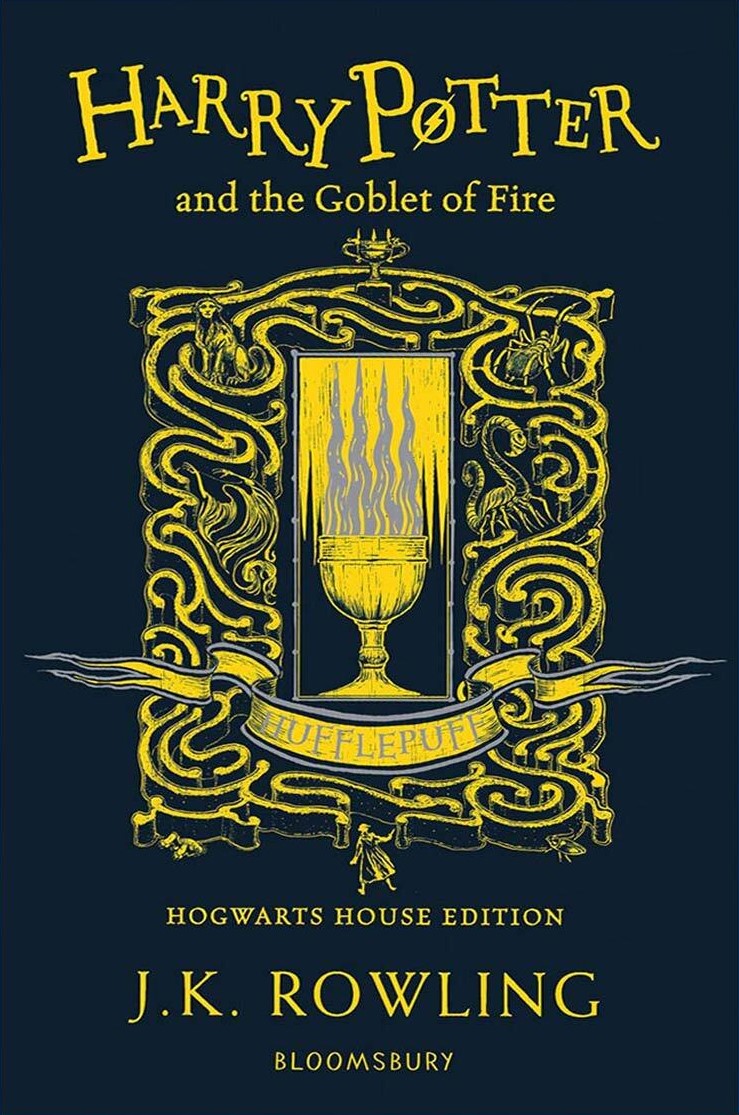 HARRY POTTER
and the Goblet of Fire
HUFFLEPUFF
HOGWARTS HOUSE EDITION
J.K. ROWLING
BLOOMSBURY